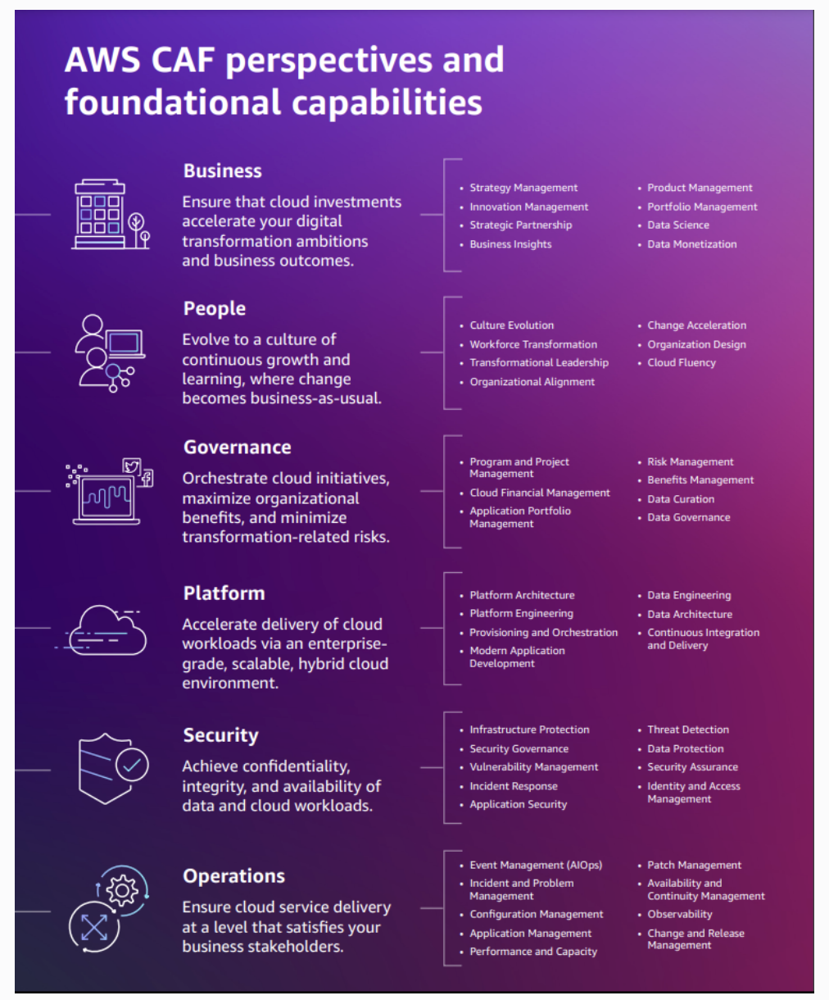 AWS CAF perspectives and
foundational capabilities
Business
Ensure that cloud investments
accelerate your digital
transformation ambitions
and business outcomes.
• Strategy Management
• Innovation Management
• Strategic Partnership
• Business Insights
• Product Management
• Portfolio Management
• Data Science
• Data Monetization
People
Evolve to a culture of
continuous growth and
learning, where change
becomes business-as-usual.
• Culture Evolution
• Workforce Transformation
• Transformational Leadership
• Organizational Alignment
• Change Acceleration
• Organization Design
• Cloud Fluency
Governance
Orchestrate cloud initiatives,
maximize organizational
benefits, and minimize
transformation-related risks.
• Program and Project
Management
• Cloud Financial Management
• Application Portfolio
Management
• Risk Management
• Benefits Management
• Data Curation
• Data Governance
Platform
Accelerate delivery of cloud
workloads via an enterprise-
grade, scalable, hybrid cloud
environment.
• Platform Architecture
• Platform Engineering
• Provisioning and Orchestration
• Modern Application
Development
• Data Engineering
• Data Architecture
• Continuous Integration
and Delivery
Security
Achieve confidentiality,
integrity, and availability of
data and cloud workloads.
• Infrastructure Protection
• Security Governance
• Vulnerability Management
• Incident Response
• Application Security
• Threat Detection
• Data Protection
• Security Assurance
• Identity and Access
Management
Operations
Ensure cloud service delivery
at a level that satisfies your
business stakeholders.
• Event Management (AIOps)
• Incident and Problem
Management
• Configuration Management
• Application Management
• Performance and Capacity
• Patch Management
• Availability and
Continuity Management
• Observability
• Change and Release
Management